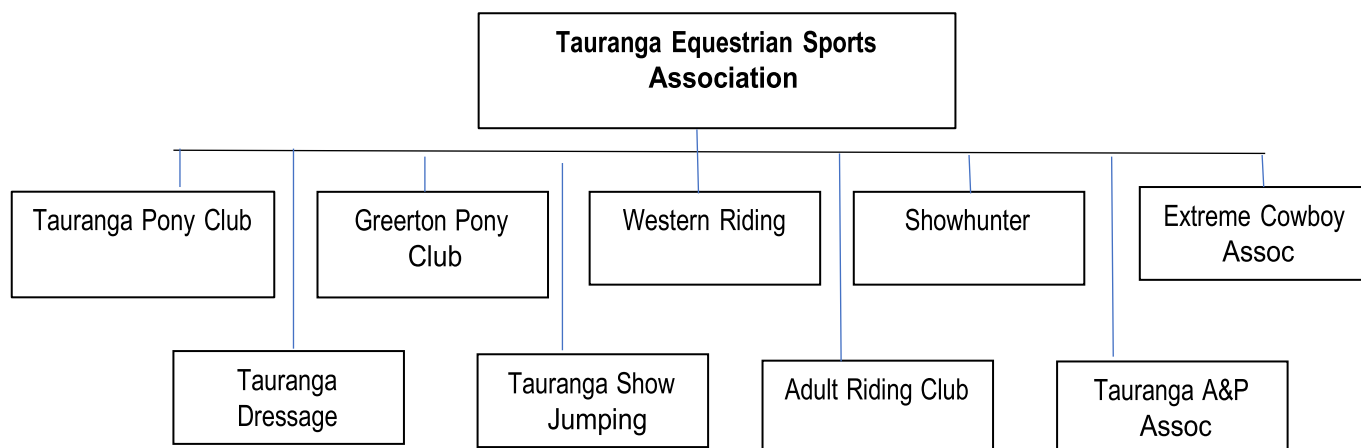 Tauranga Equestrian Sports
Association
Tauranga Pony Club
Greerton Pony
Club
Western Riding
Showhunter
Extreme Cowboy
Assoc
Tauranga
Dressage
Tauranga Show
Jumping
Adult Riding Club
Tauranga A&P
Assoc